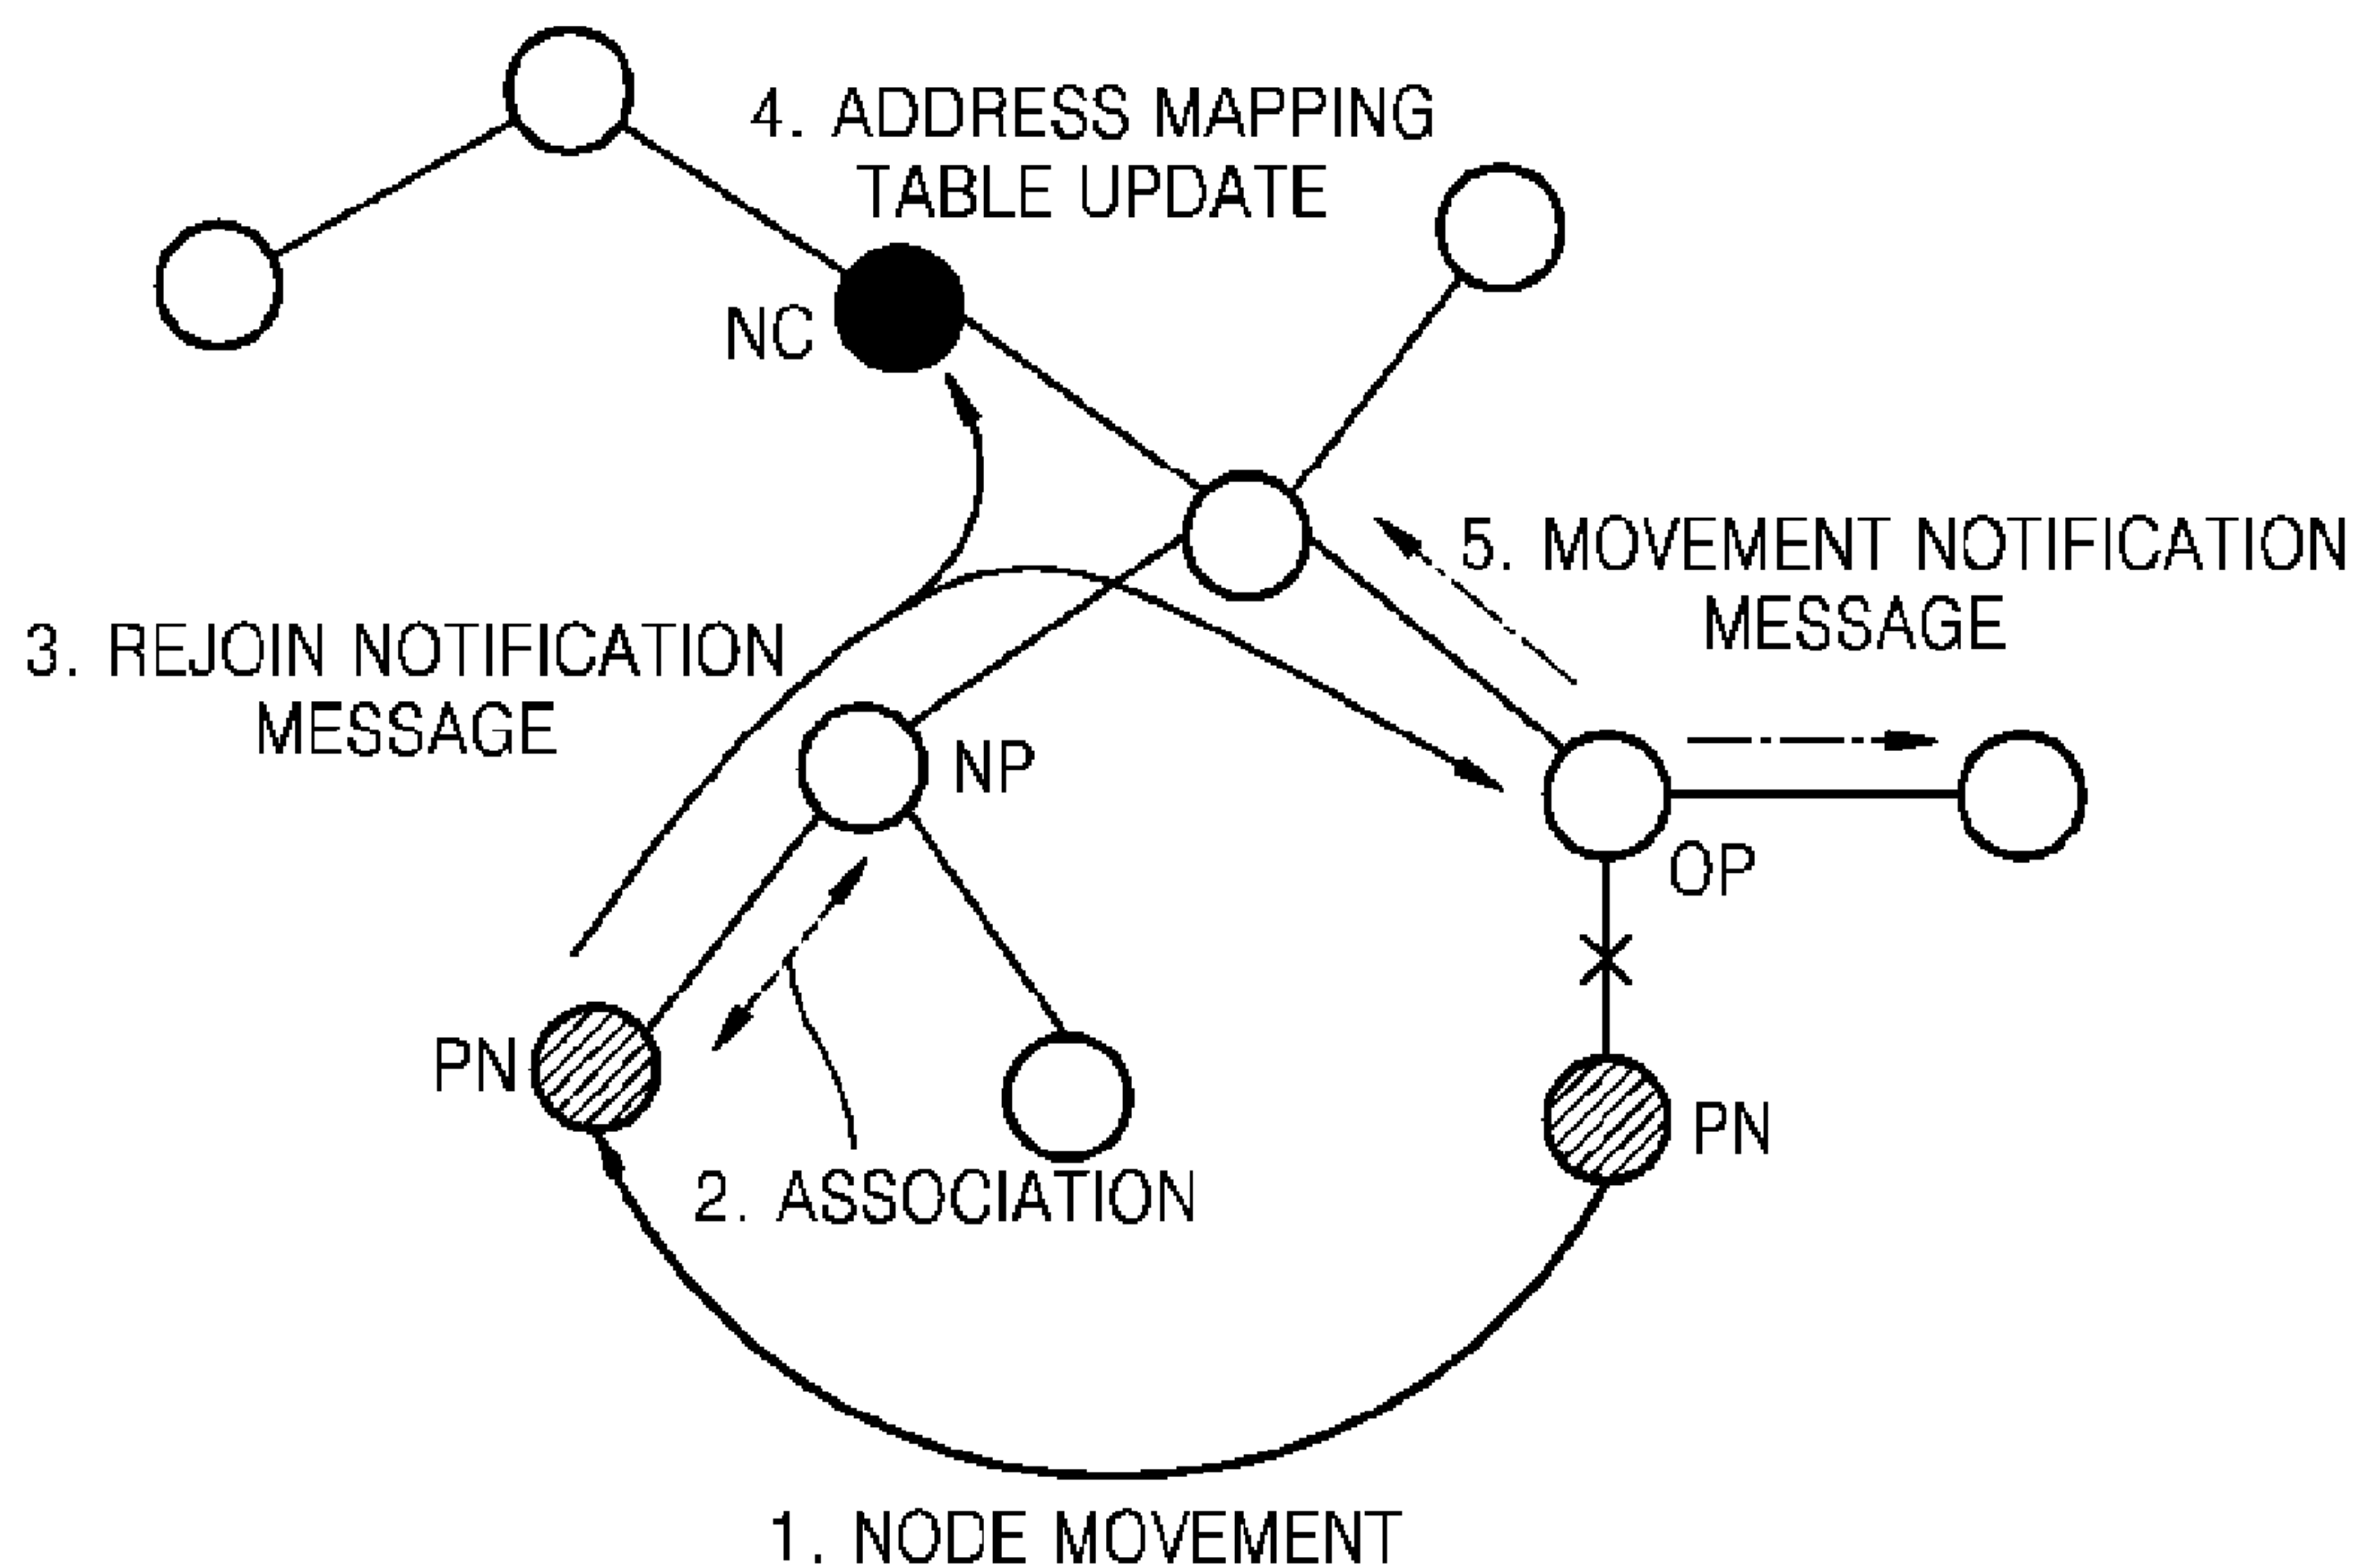 4. ADDRESS MAPPING
TABLE UPDATE
NC
5. MOVEMENT NOTIFICATION
MESSAGE
3. REJOIN NOTIFICATION
MESSAGE
NP
OP
PN
PN
2. ASSOCIATION
1. NODE MOVEMENT